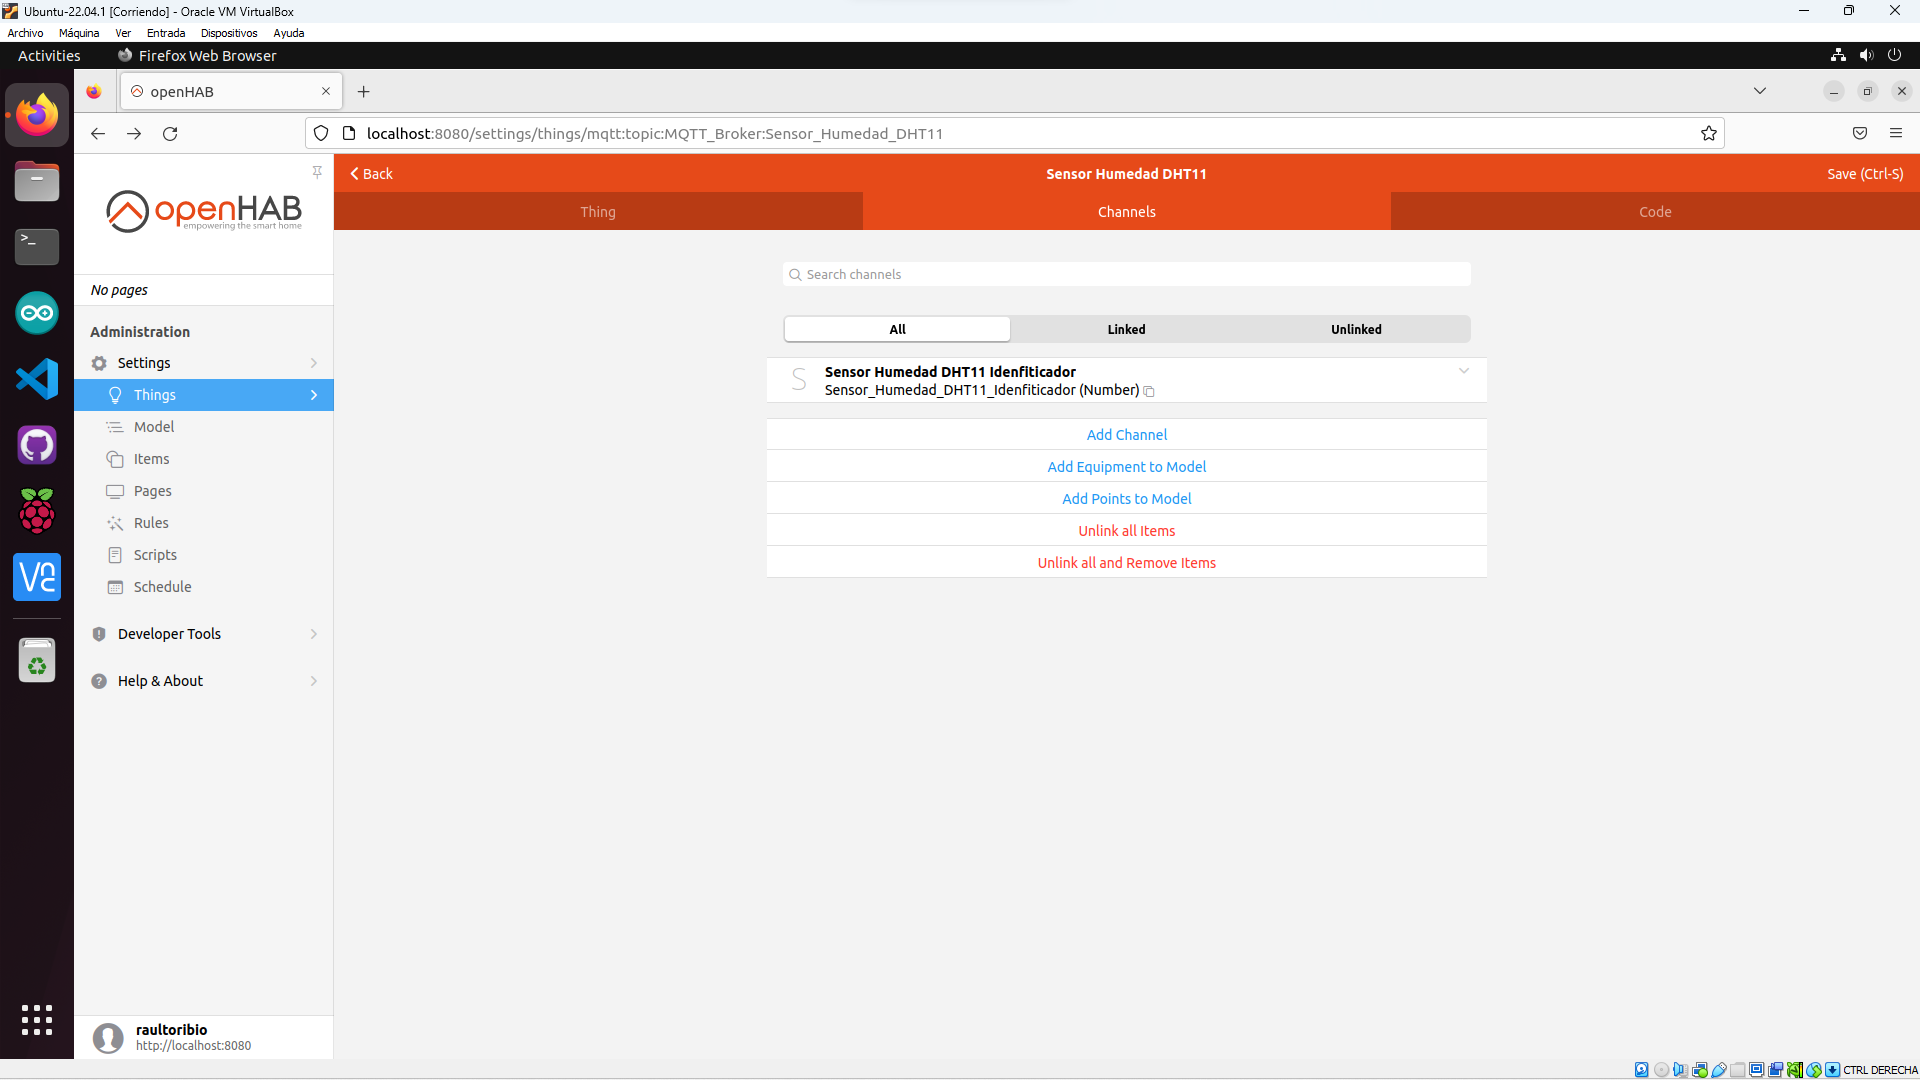 Ubuntu-22.04.1 [Corriendo] - Oracle VM VirtualBox
Archivo Máquina Ver Entrada Dispositivos Ayuda
Activities Firefox Web Browser
openHAB
localhost:8080/settings/things/mqtt:topic:MQTT_Broker:Sensor_Humedad_DHT11
openHAB
empowering the smart home
No pages
Administration
Settings
Things
Model
Items
Pages
Rules
Scripts
Schedule
Developer Tools
Help & About
raultoribio
http://localhost:8080
Back Sensor Humedad DHT11 Save (Ctrl-S)
Thing Channels Code
Search channels
All Linked Unlinked
S
Sensor Humedad DHT11 Idenfiticador
Sensor_Humedad_DHT11_Idenfiticador (Number)
Add Channel
Add Equipment to Model
Add Points to Model
Unlink all Items
Unlink all and Remove Items
CTRL DERECHA